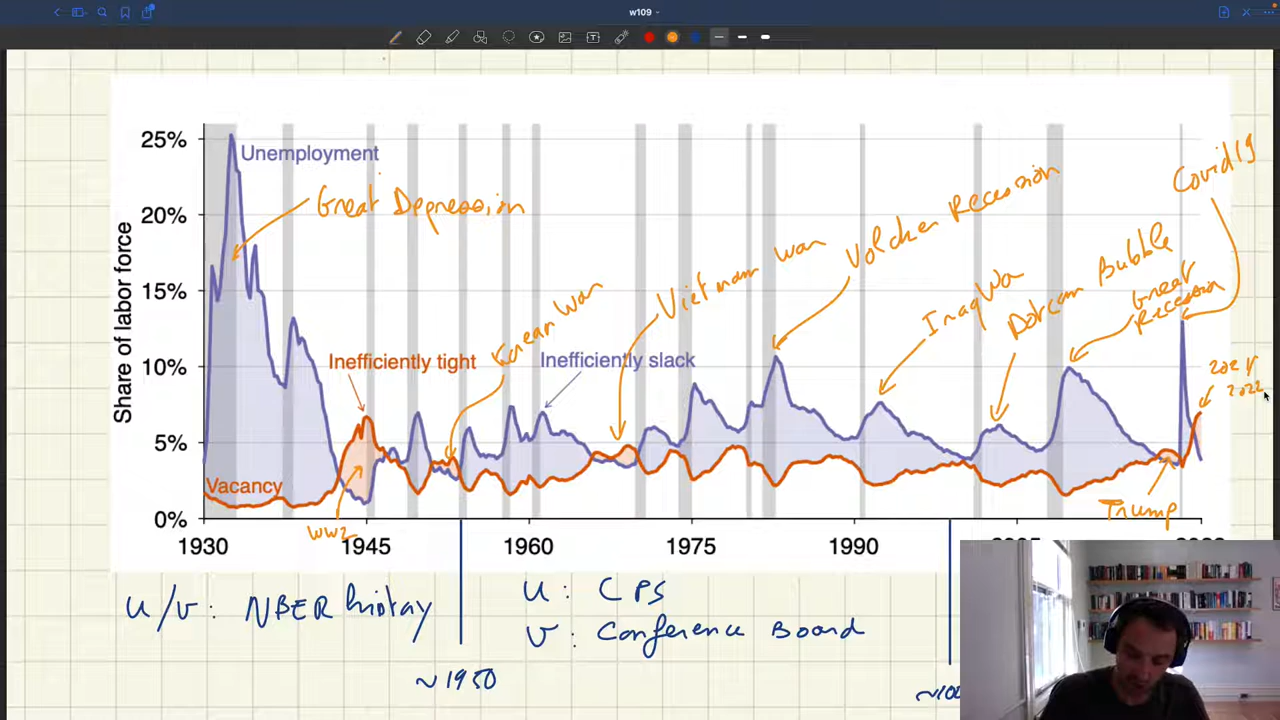 w109
25%
Unemployment
Covid19
Great Depression
20%
Vietnam war
Volcker Recession
Dotcom Bubble
Great
Recession
15%
Korean War
Iraq War
Share of labor force
10%
Inefficiently tight
Inefficiently slack
2021
2022
5%
Vacancy
Trump
0%
WW2
1930
1945
1960
1975
1990
u/v: NBER history
u: CPS
v: Conference Board
~1950